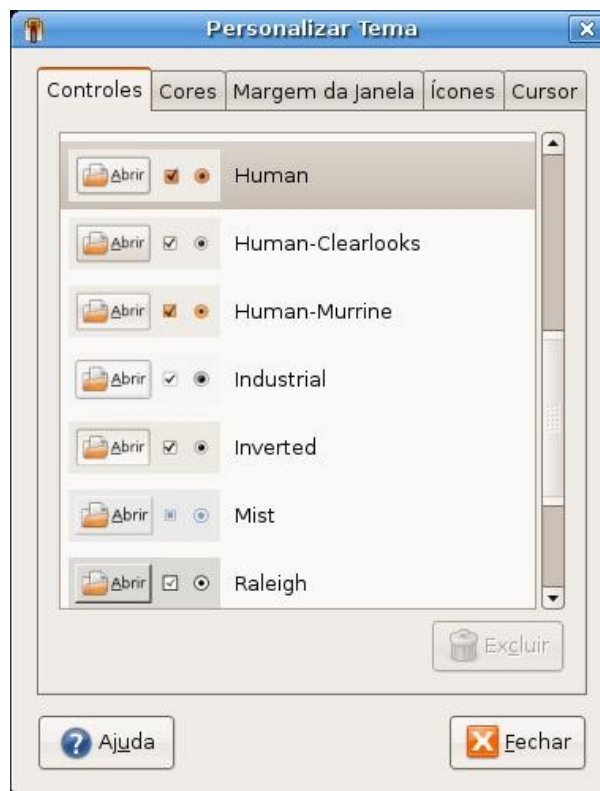 Personalizar Tema
Controles Cores Margem da Janela Ícones Cursor
Abrir Human
Abrir Human-Clearlooks
Abrir Human-Murrine
Abrir Industrial
Abrir Inverted
Abrir Mist
Abrir Raleigh
Excluir
Ajuda Fechar